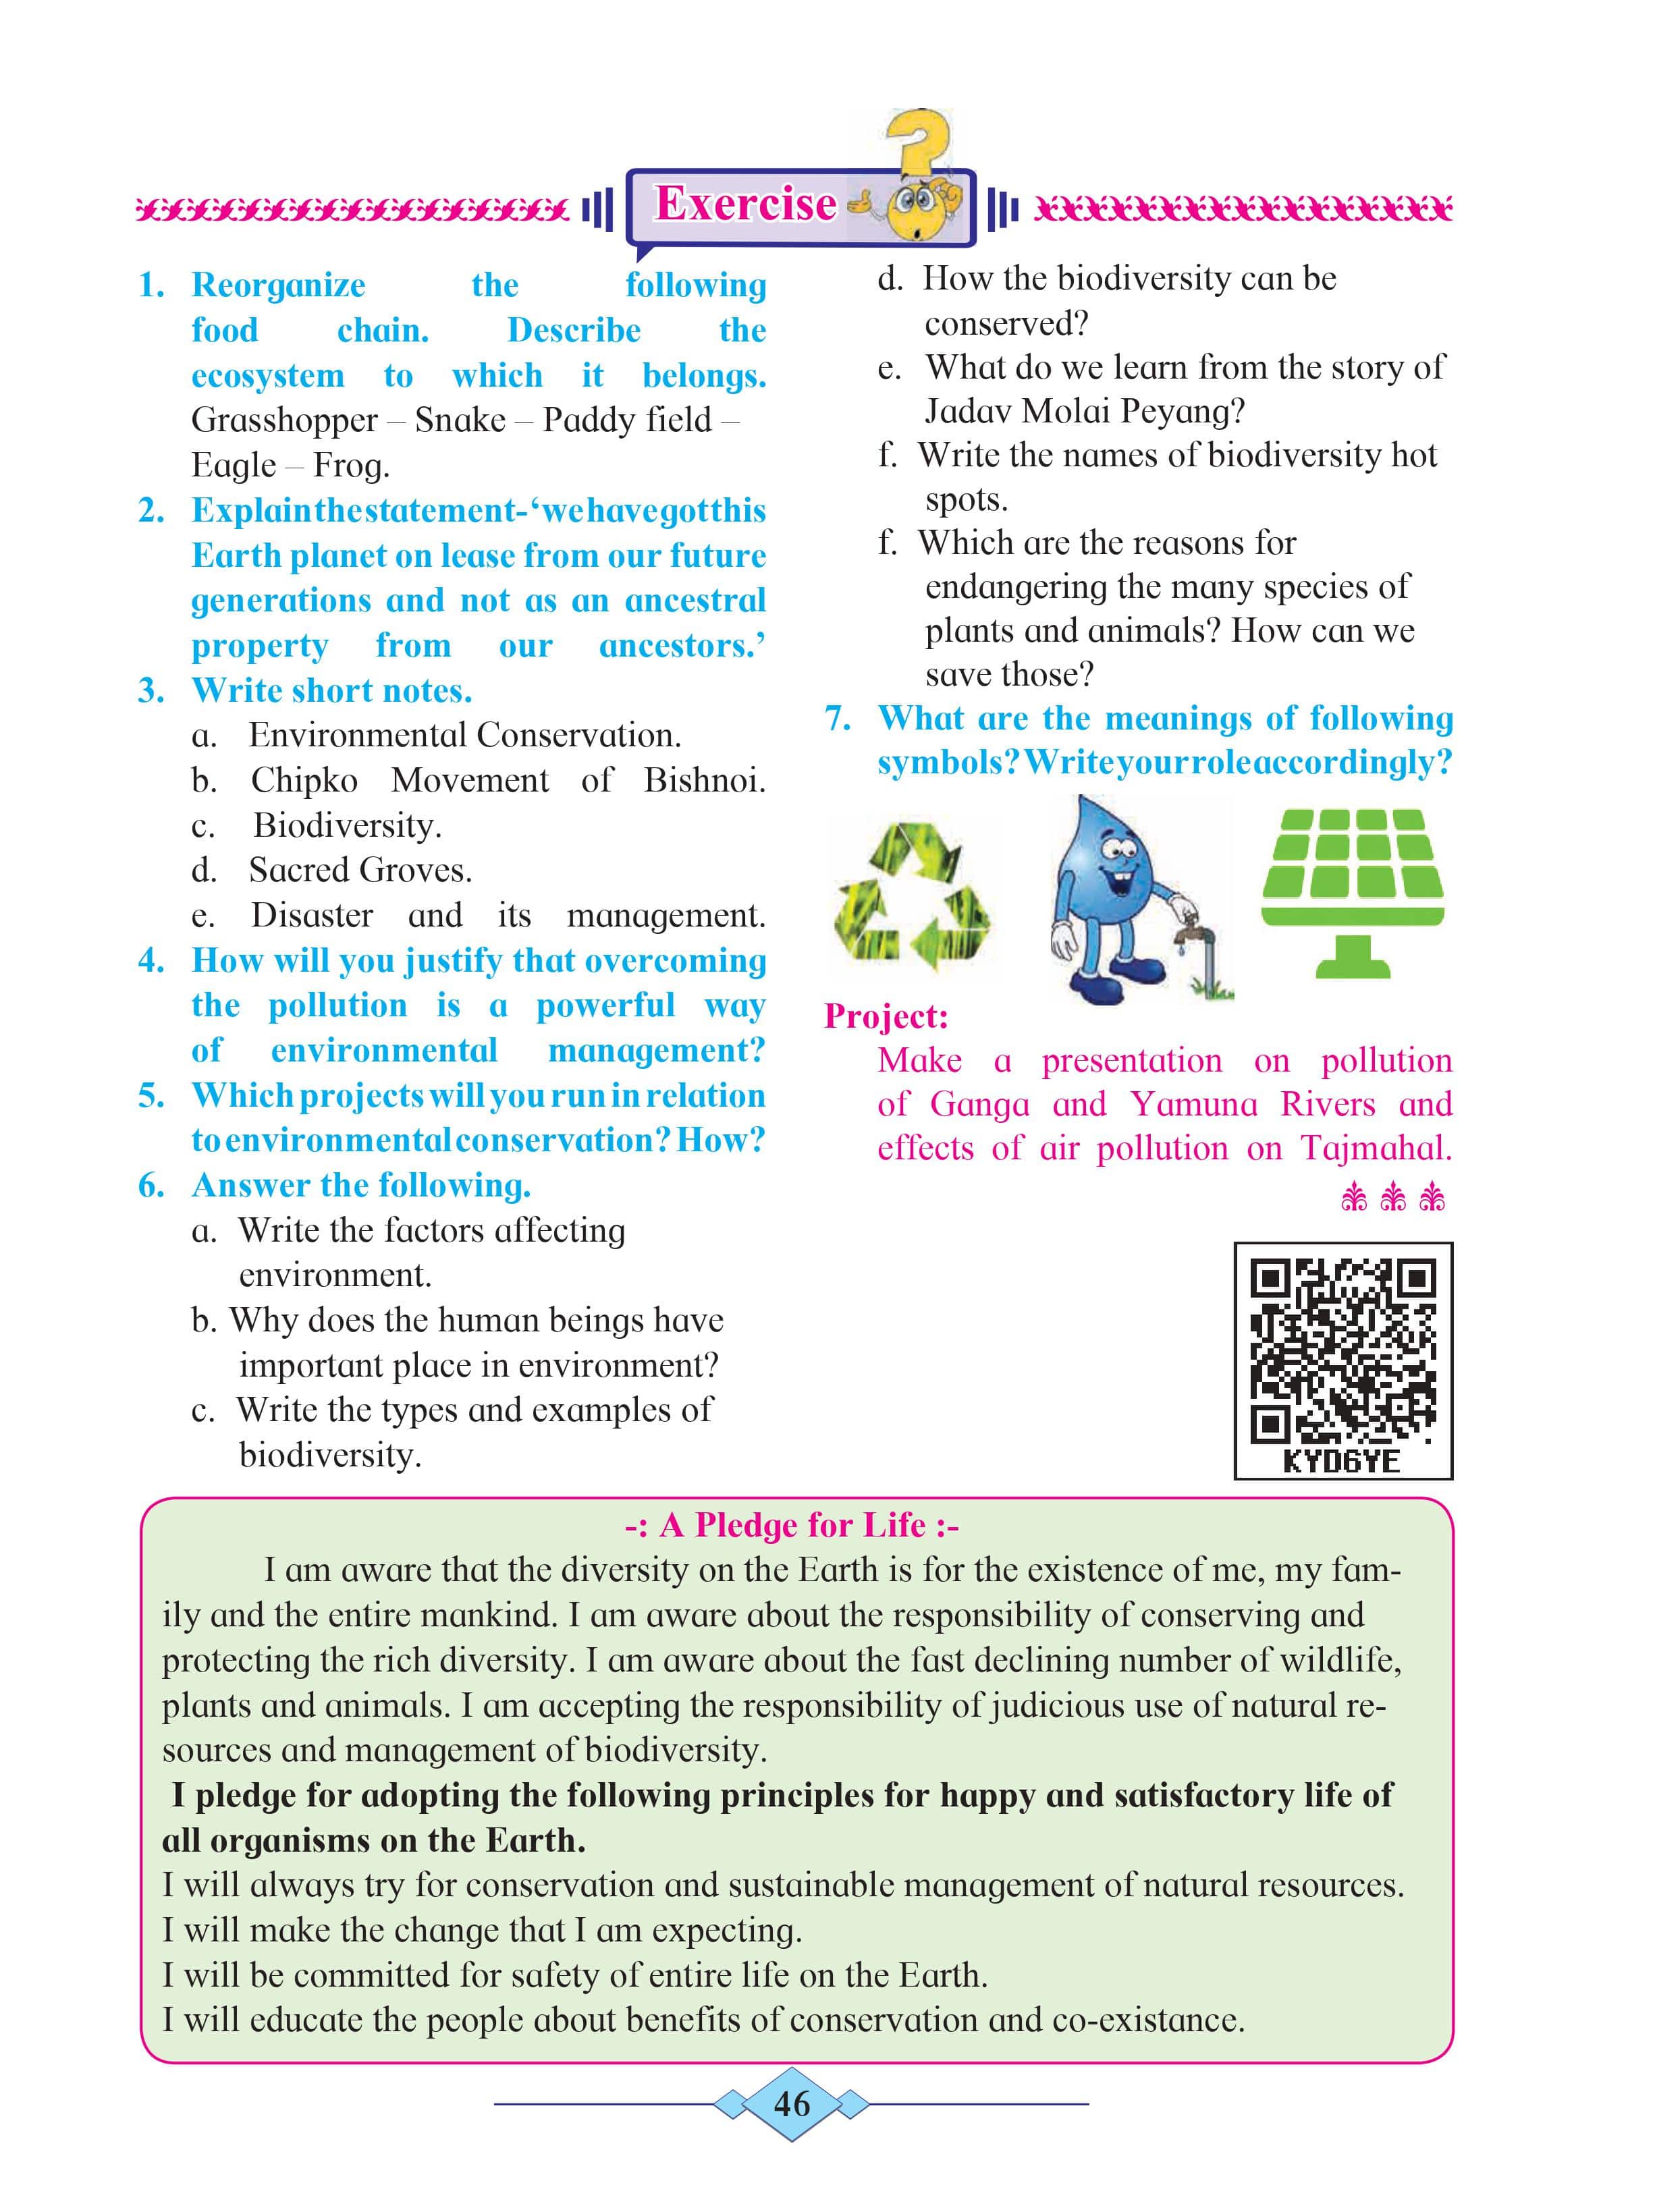 Exercise
1. Reorganize the following
food chain. Describe the
ecosystem to which it belongs.
Grasshopper – Snake – Paddy field –
Eagle – Frog.
2. Explain the statement- ‘we have got this
Earth planet on lease from our future
generations and not as an ancestral
property from our ancestors.’
3. Write short notes.
a. Environmental Conservation.
b. Chipko Movement of Bishnoi.
c. Biodiversity.
d. Sacred Groves.
e. Disaster and its management.
4. How will you justify that overcoming
the pollution is a powerful way
of environmental management?
5. Which projects will you run in relation
to environmental conservation? How?
6. Answer the following.
a. Write the factors affecting
environment.
b. Why does the human beings have
important place in environment?
c. Write the types and examples of
biodiversity.
d. How the biodiversity can be
conserved?
e. What do we learn from the story of
Jadav Molai Peyang?
f. Write the names of biodiversity hot
spots.
f. Which are the reasons for
endangering the many species of
plants and animals? How can we
save those?
7. What are the meanings of following
symbols? Write your role accordingly?
Project:
Make a presentation on pollution
of Ganga and Yamuna Rivers and
effects of air pollution on Tajmahal.
KYD6YE
-: A Pledge for Life :-
I am aware that the diversity on the Earth is for the existence of me, my fam-
ily and the entire mankind. I am aware about the responsibility of conserving and
protecting the rich diversity. I am aware about the fast declining number of wildlife,
plants and animals. I am accepting the responsibility of judicious use of natural re-
sources and management of biodiversity.
I pledge for adopting the following principles for happy and satisfactory life of
all organisms on the Earth.
I will always try for conservation and sustainable management of natural resources.
I will make the change that I am expecting.
I will be committed for safety of entire life on the Earth.
I will educate the people about benefits of conservation and co-existance.
46